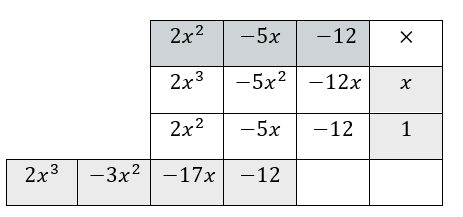 2x² −5x −12 ×
2x³ −5x² −12x x
2x² −5x −12 1
2x³ −3x² −17x −12